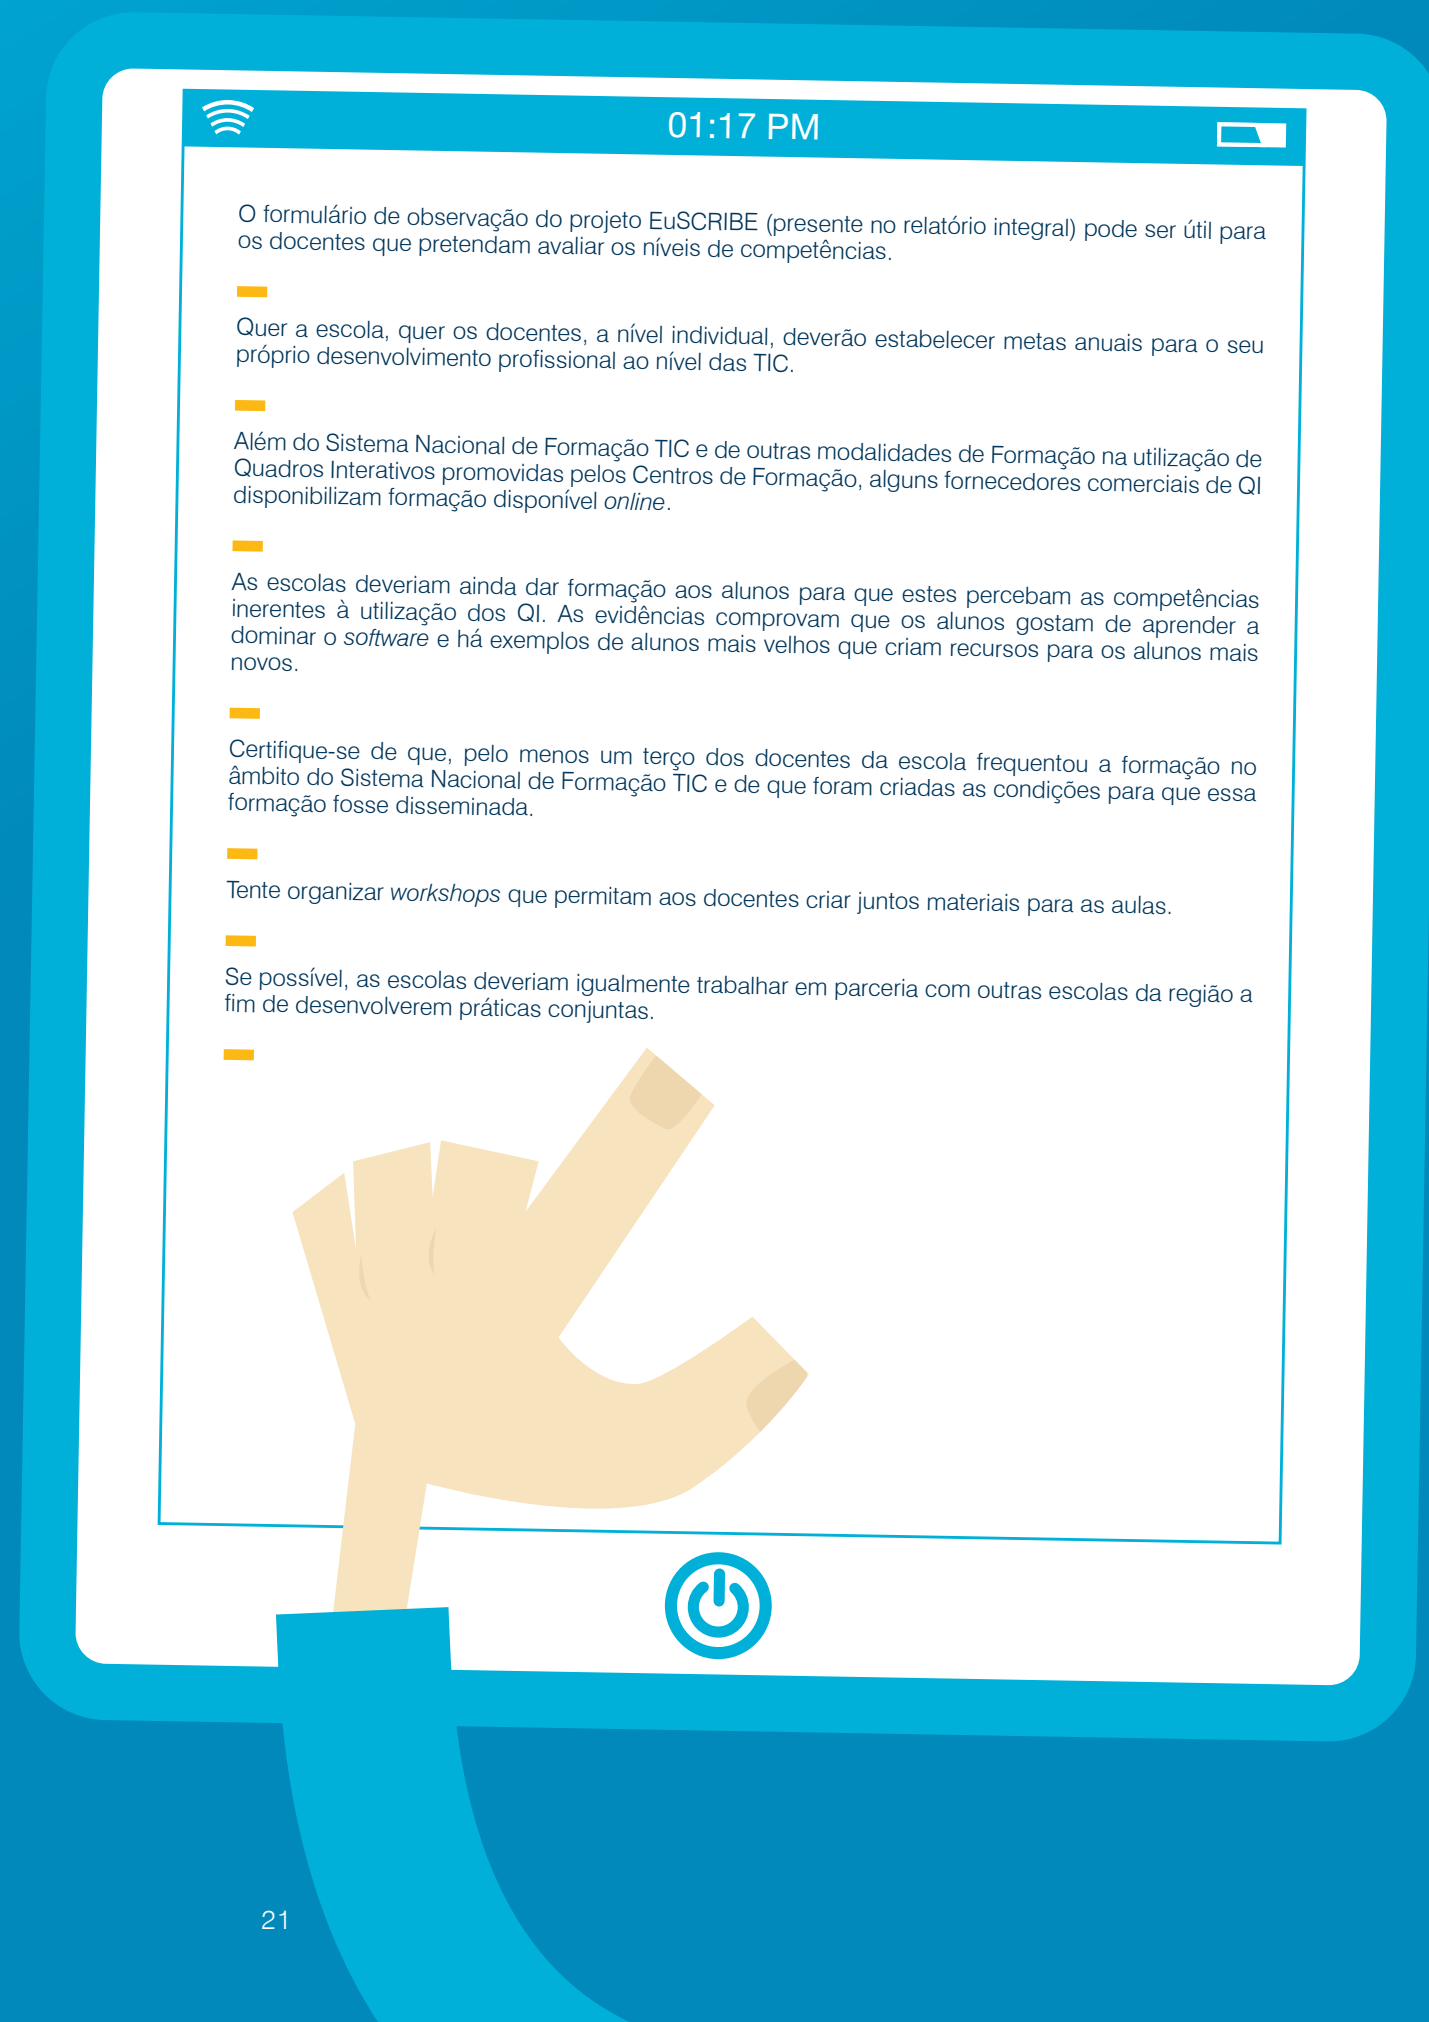 01:17 PM
O formulário de observação do projeto EuSCRIBE (presente no relatório integral) pode ser útil para
os docentes que pretendam avaliar os níveis de competências.
Quer a escola, quer os docentes, a nível individual, deverão estabelecer metas anuais para o seu
próprio desenvolvimento profissional ao nível das TIC.
Além do Sistema Nacional de Formação TIC e de outras modalidades de Formação na utilização de
Quadros Interativos promovidas pelos Centros de Formação, alguns fornecedores comerciais de QI
disponibilizam formação disponível online.
As escolas deveriam ainda dar formação aos alunos para que estes percebam as competências
inerentes à utilização dos QI. As evidências comprovam que os alunos gostam de aprender a
dominar o software e há exemplos de alunos mais velhos que criam recursos para os alunos mais
novos.
Certifique-se de que, pelo menos um terço dos docentes da escola frequentou a formação no
âmbito do Sistema Nacional de Formação TIC e de que foram criadas as condições para que essa
formação fosse disseminada.
Tente organizar workshops que permitam aos docentes criar juntos materiais para as aulas.
Se possível, as escolas deveriam igualmente trabalhar em parceria com outras escolas da região a
fim de desenvolverem práticas conjuntas.
21